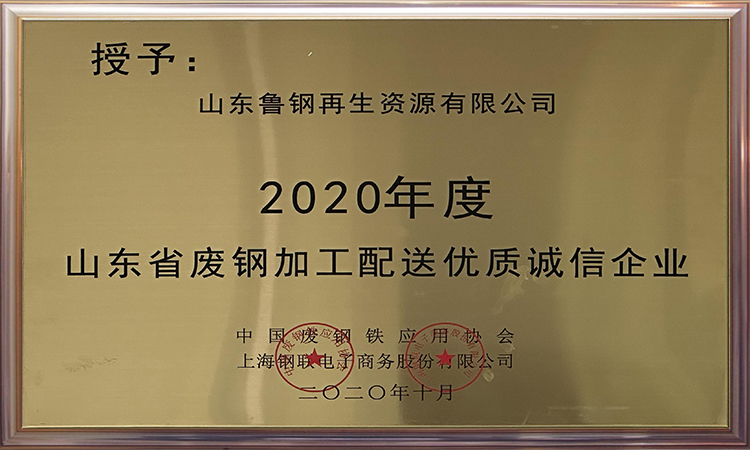 授予：
山东鲁钢再生资源有限公司
2020年度
山东省废钢加工配送优质诚信企业
中国废钢铁应用协会
上海钢联电子商务股份有限公司
二〇二〇年十月